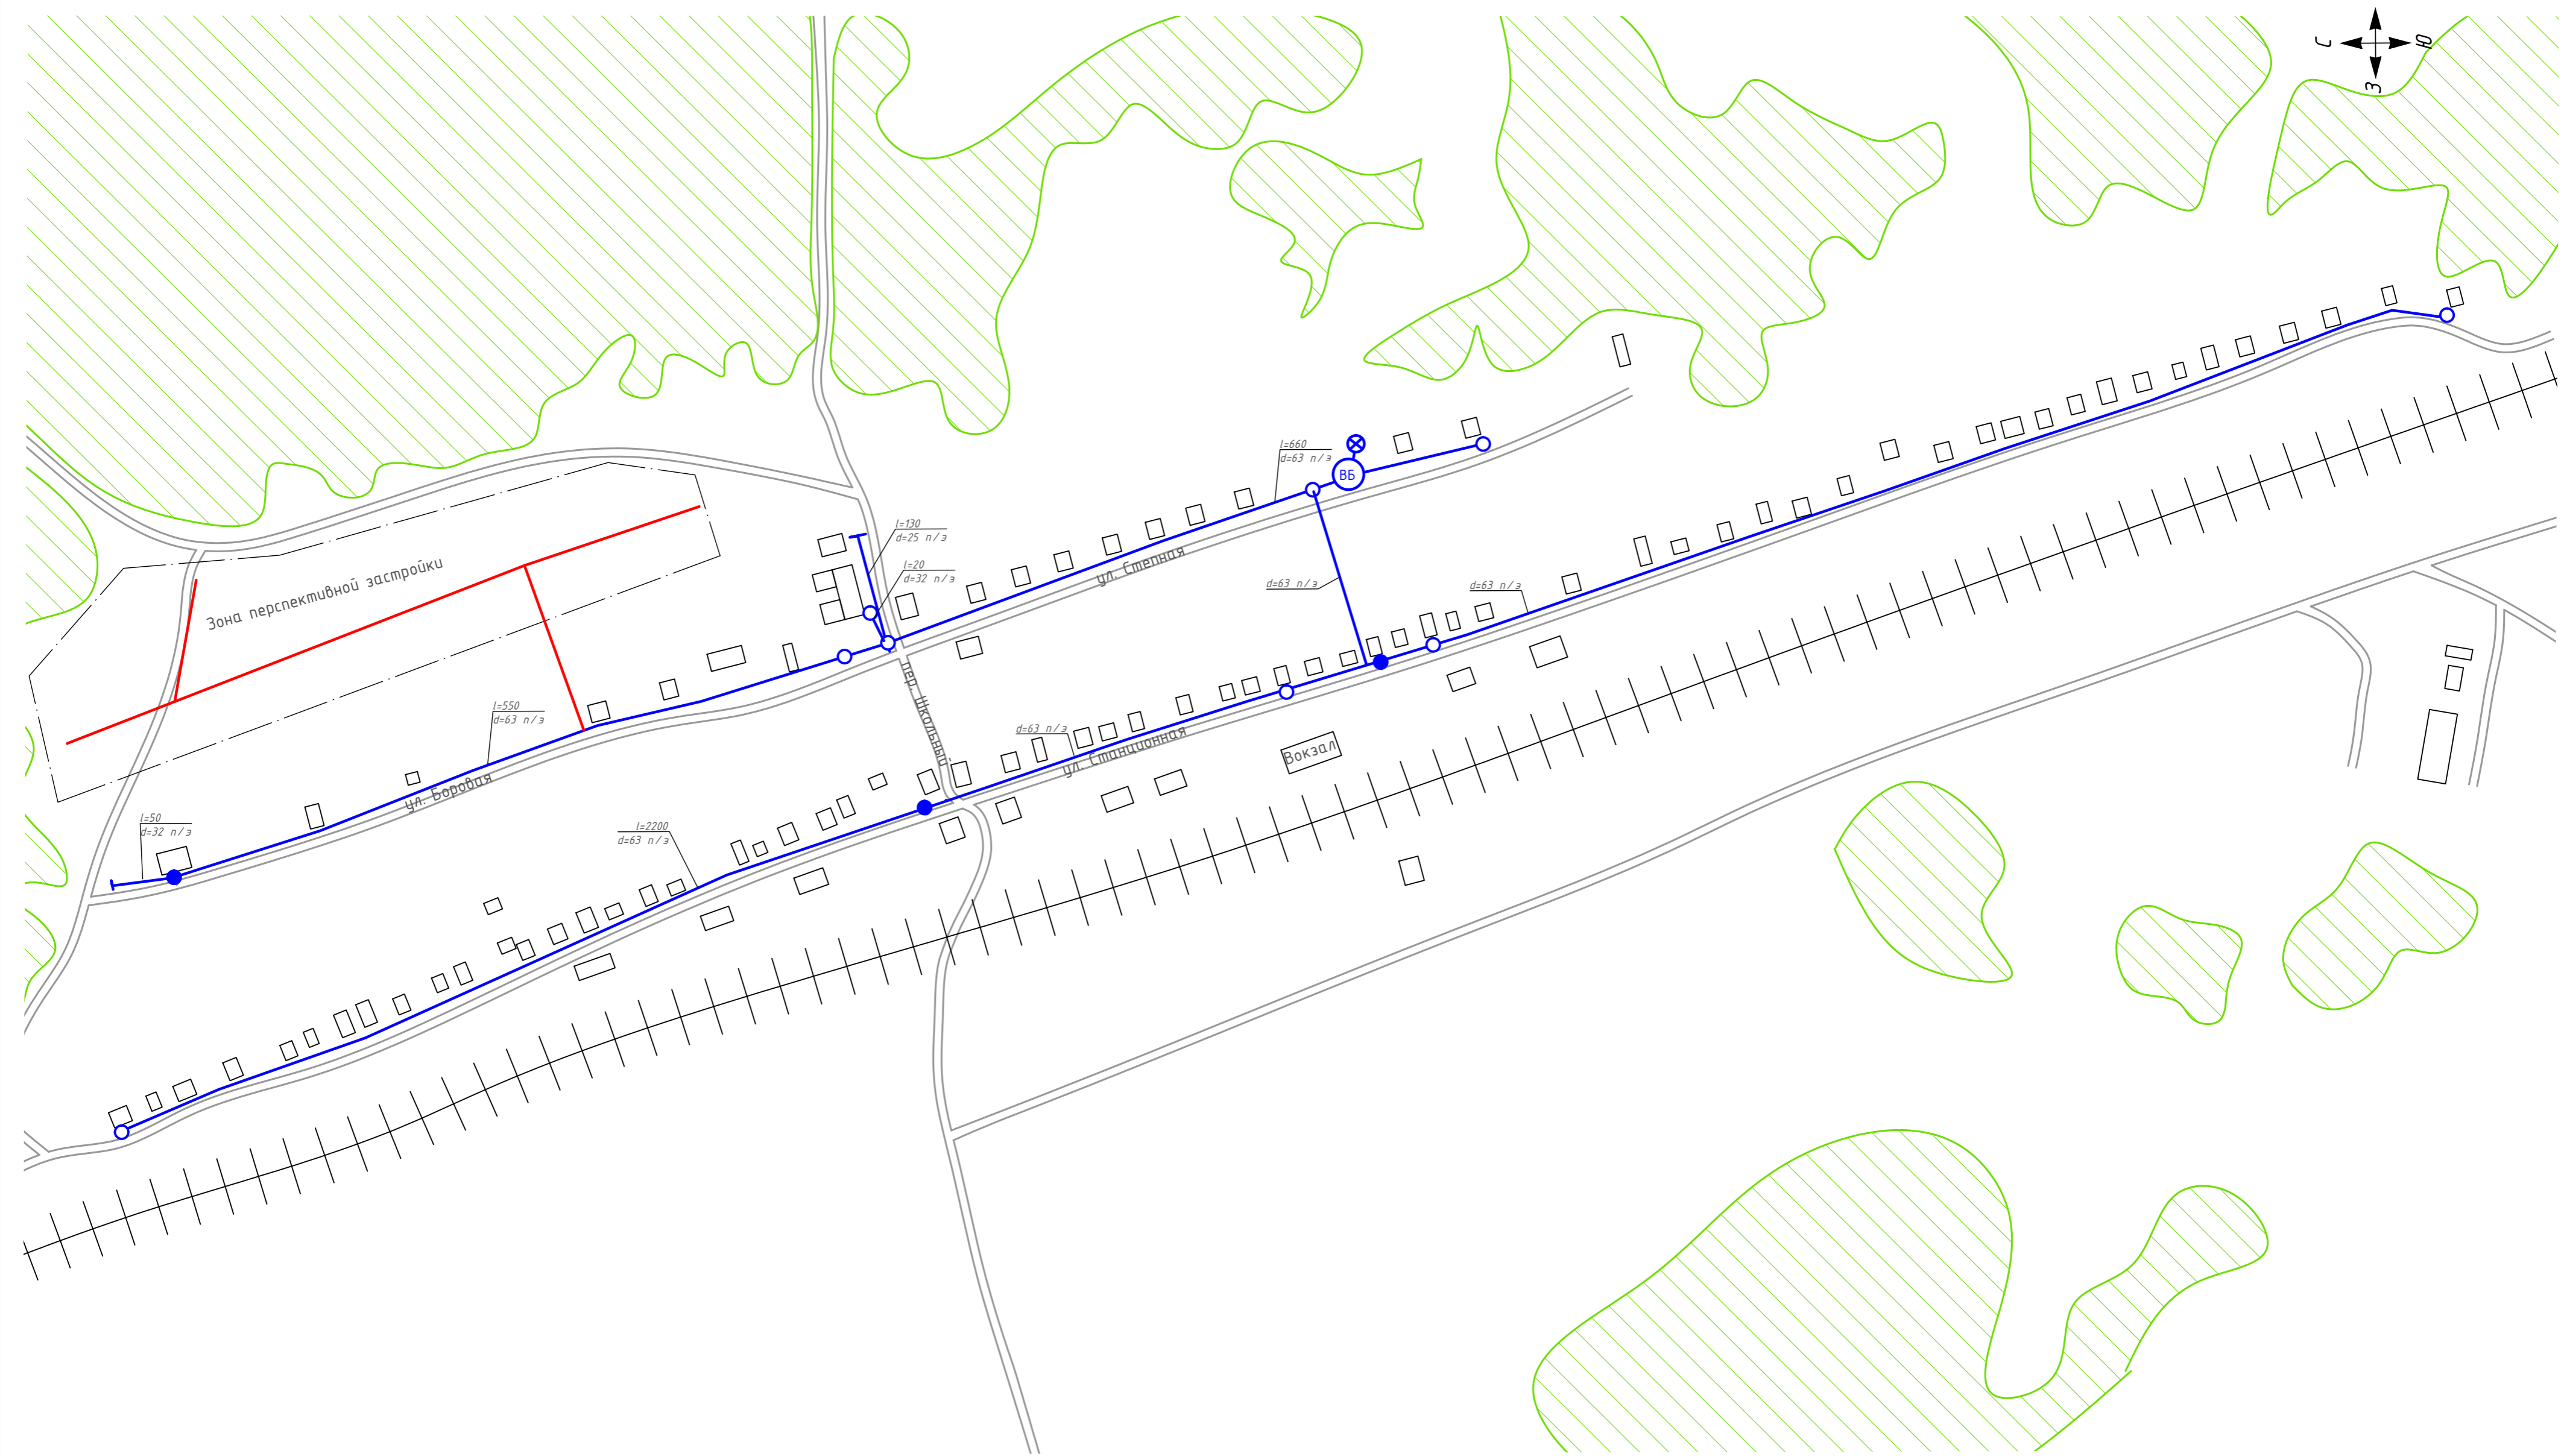 С
Ю
З
l=660
d=63 п/э
ВБ
l=130
d=25 п/э
l=20
d=32 п/э
ул. Степная
Зона перспективной застройки
d=63 п/э
d=63 п/э
пер. Школьный
l=550
d=63 п/э
ул. Боровая
d=63 п/э
ул. Станционная
Вокзал
l=50
d=32 п/э
l=2200
d=63 п/э